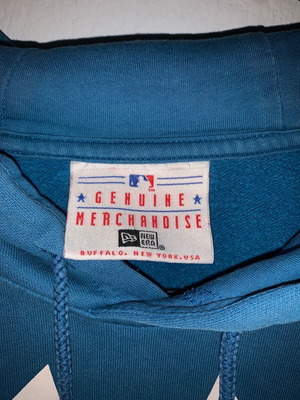 GENUINE
MERCHANDISE
NEW
ERA ®
BUFFALO, NEW YORK, USA